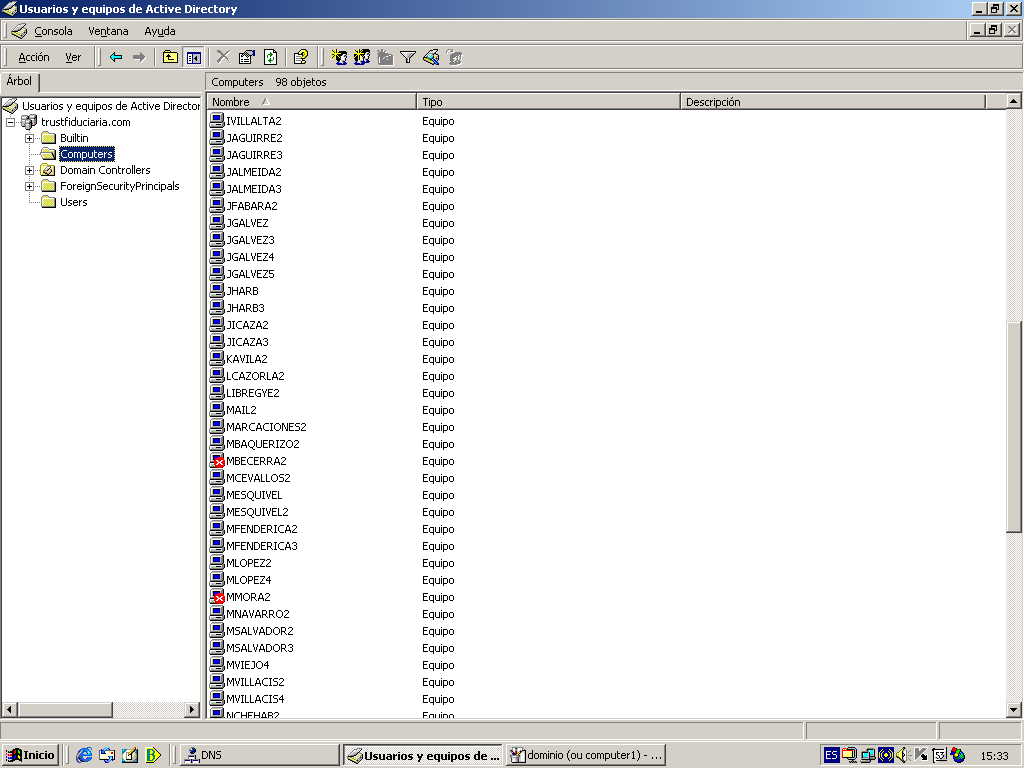 Usuarios y equipos de Active Directory
Consola Ventana Ayuda
Acción Ver
Árbol
Computers 98 objetos
Usuarios y equipos de Active Director
trustfiduciaria.com
Builtin
Computers
Domain Controllers
ForeignSecurityPrincipals
Users
Nombre Tipo Descripción
IVILLALTA2 Equipo
JAGUIRRE2 Equipo
JAGUIRRE3 Equipo
JALMEIDA2 Equipo
JALMEIDA3 Equipo
JFABARA2 Equipo
JGALVEZ Equipo
JGALVEZ3 Equipo
JGALVEZ4 Equipo
JGALVEZ5 Equipo
JHARB Equipo
JHARB3 Equipo
JICAZA2 Equipo
JICAZA3 Equipo
KAVILA2 Equipo
LCAZORLA2 Equipo
LIBREGYE2 Equipo
MAIL2 Equipo
MARCACIONES2 Equipo
MBAQUERIZO2 Equipo
MBECERRA2 Equipo
MCEVALLOS2 Equipo
MESQUIVEL Equipo
MESQUIVEL2 Equipo
MFENDERICA2 Equipo
MFENDERICA3 Equipo
MLOPEZ2 Equipo
MLOPEZ4 Equipo
MMORA2 Equipo
MNAVARRO2 Equipo
MSALVADOR2 Equipo
MSALVADOR3 Equipo
MVIEJO4 Equipo
MVILLACIS2 Equipo
MVILLACIS4 Equipo
NCHEHAB2 Equipo
Inicio DNS Usuarios y equipos de ... dominio (ou computer1) - ... ES 15:33